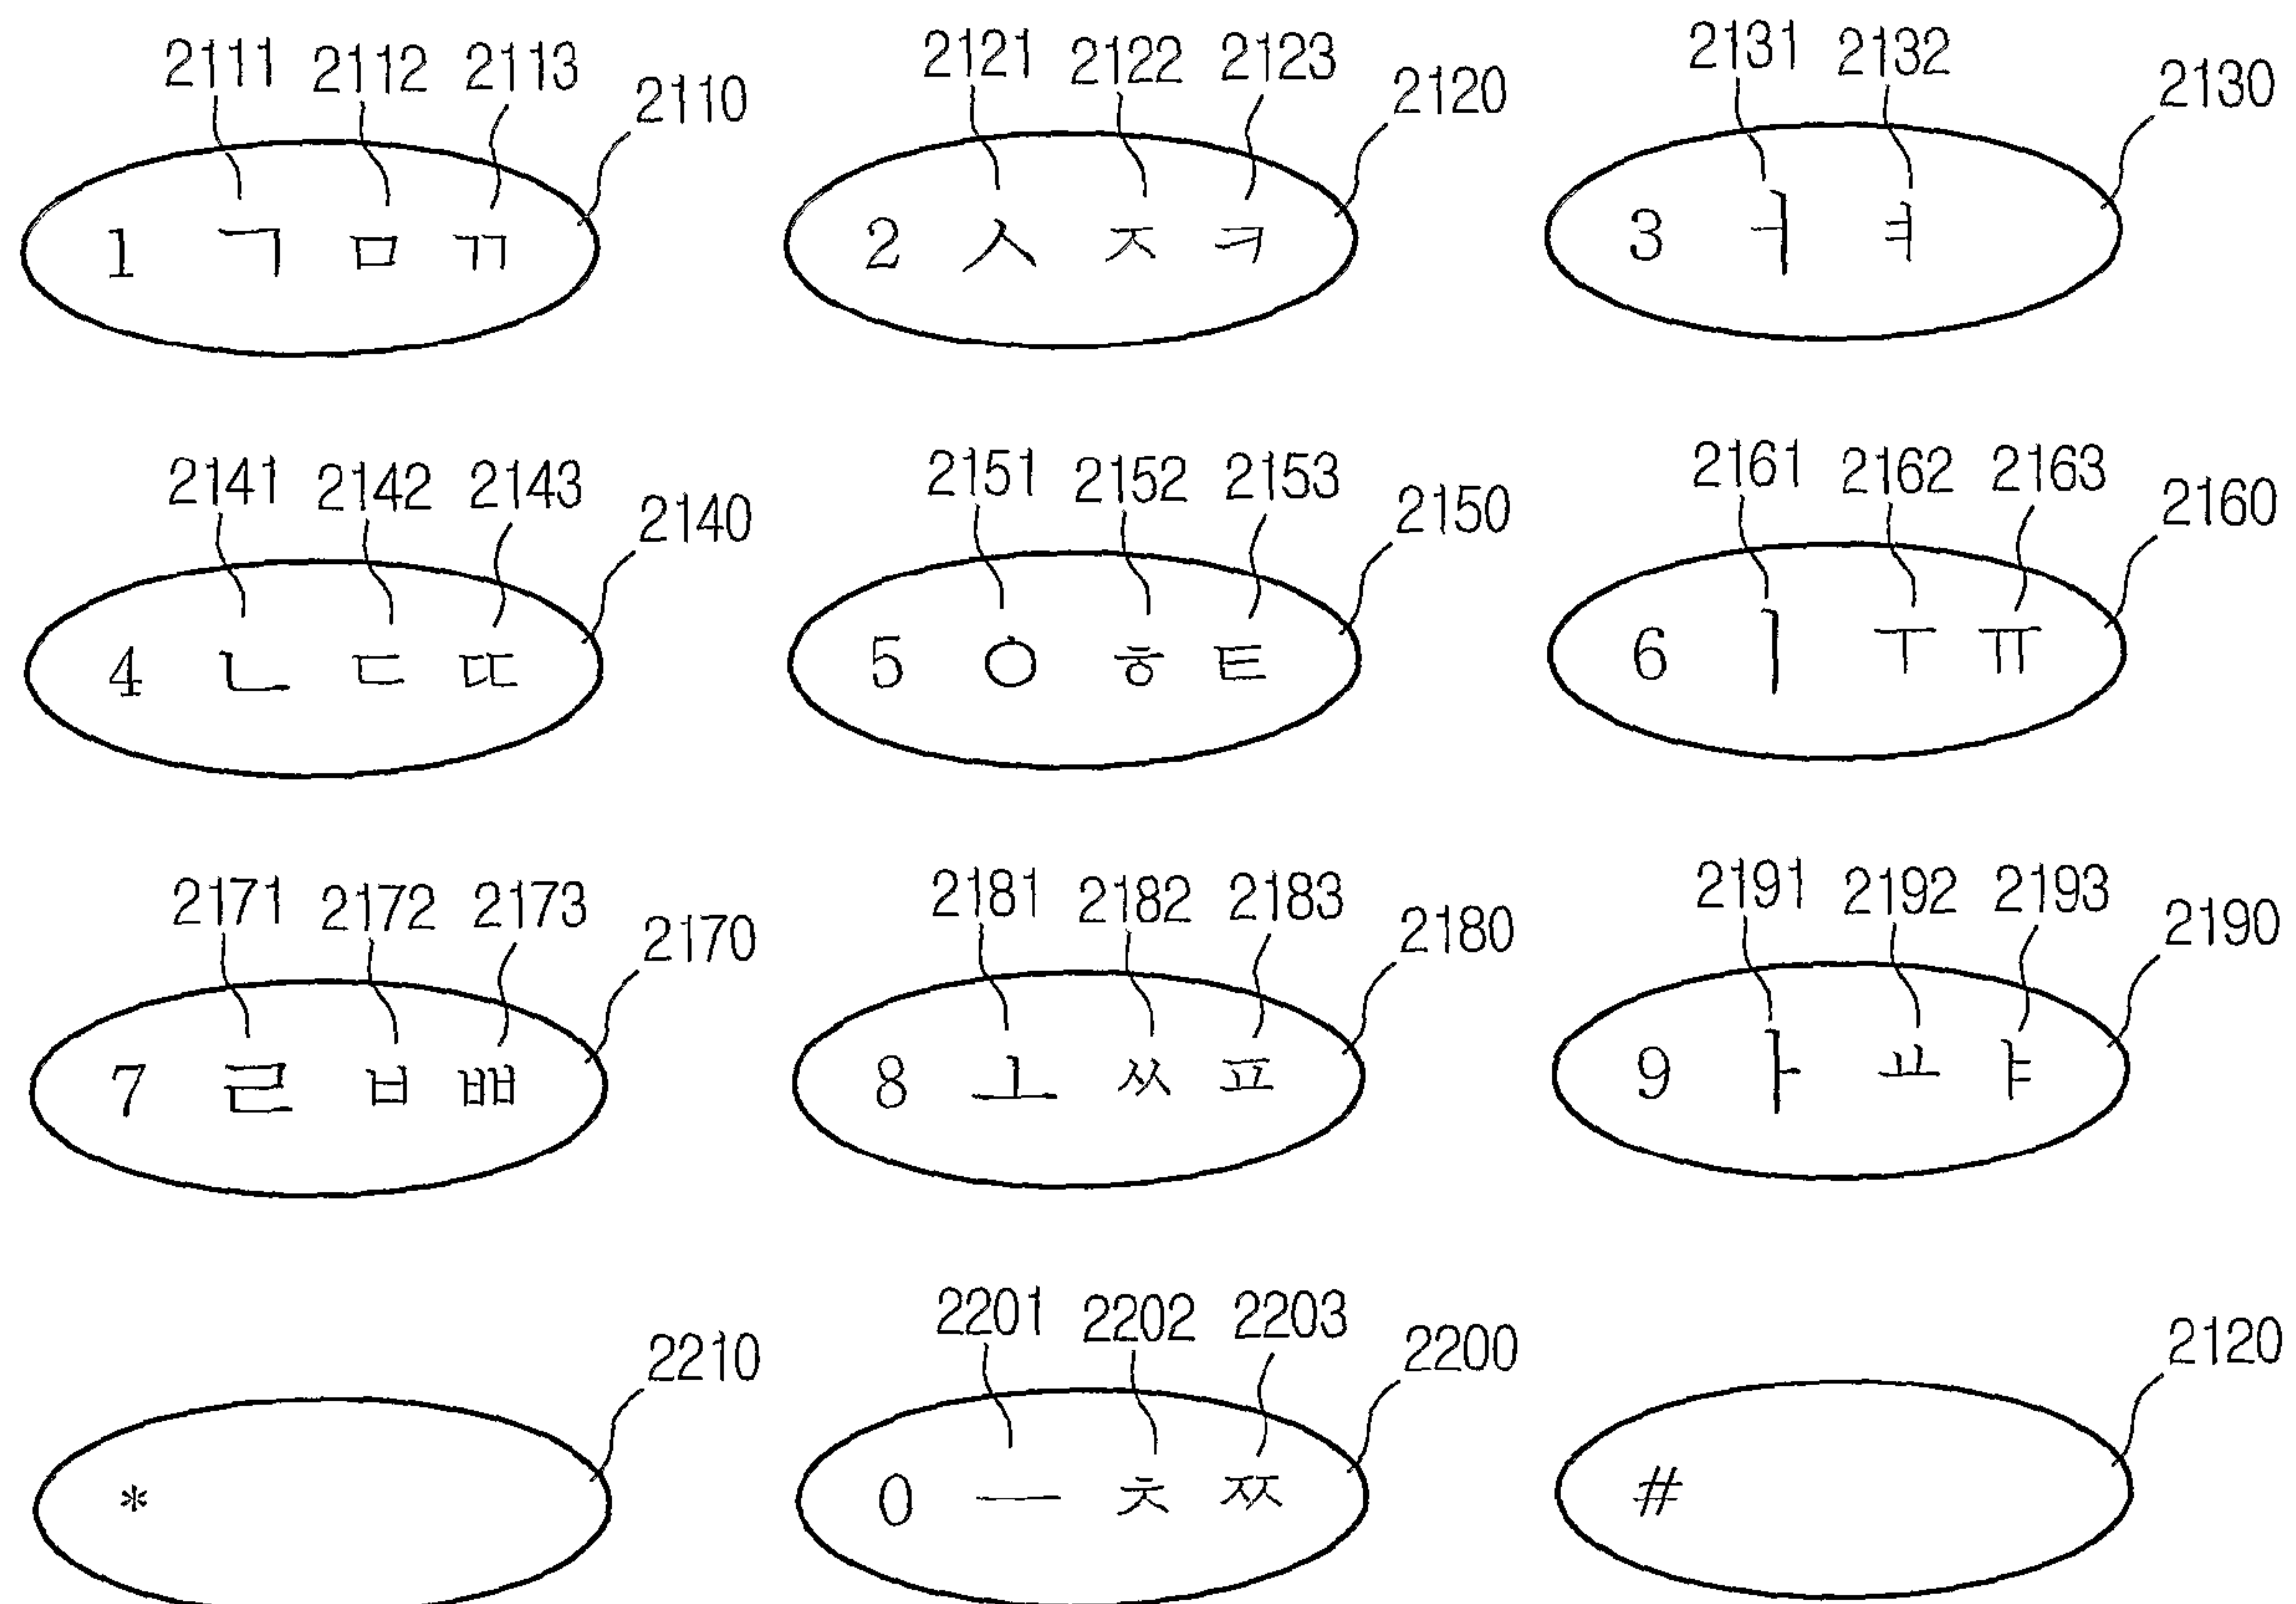 2111 2112 2113 2110 2121 2122 2123 2120 2131 2132 2130
1 ㄱ ㅁ ㄲ 2 ㅅ ㅈ ㅋ 3 ㅓ ㅕ
2141 2142 2143 2140 2151 2152 2153 2150 2161 2162 2163 2160
4 ㄴ ㄷ ㄸ 5 ㅇ ㅎ ㅌ 6 ㅣ ㅜ ㅠ
2171 2172 2173 2170 2181 2182 2183 2180 2191 2192 2193 2190
7 ㄹ ㅂ ㅃ 8 ㅗ ㅆ ㅍ 9 ㅏ ㅛ ㅑ
2210 2201 2202 2203 2200 2120
* 0 ㅡ ㅊ ㅉ #